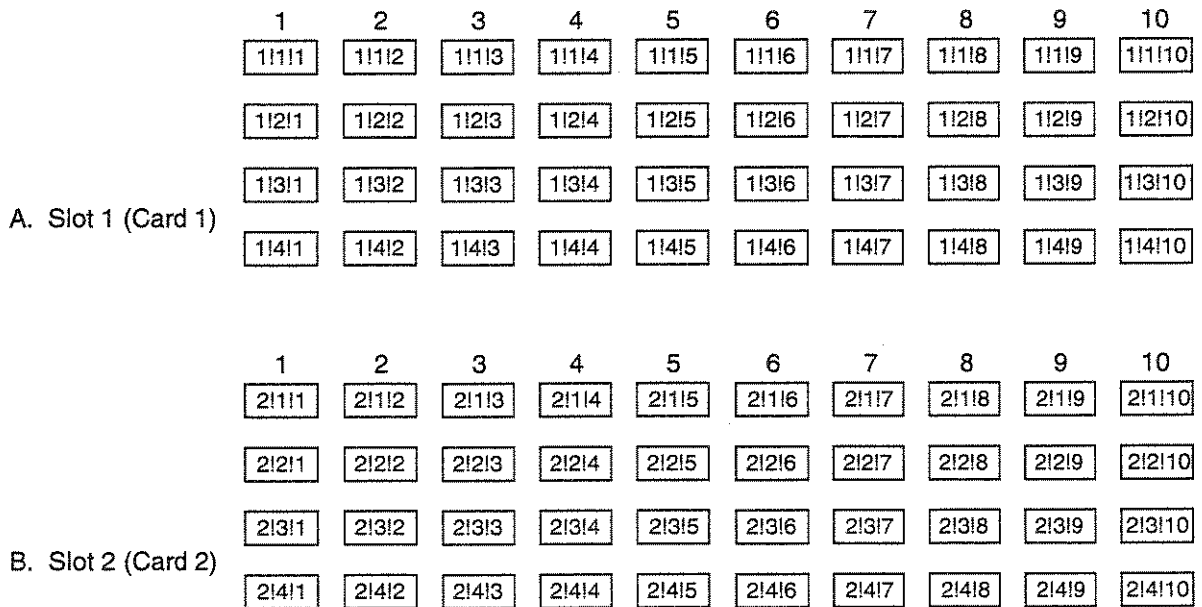 1 2 3 4 5 6 7 8 9 10
1!1!1 1!1!2 1!1!3 1!1!4 1!1!5 1!1!6 1!1!7 1!1!8 1!1!9 1!1!10
1!2!1 1!2!2 1!2!3 1!2!4 1!2!5 1!2!6 1!2!7 1!2!8 1!2!9 1!2!10
1!3!1 1!3!2 1!3!3 1!3!4 1!3!5 1!3!6 1!3!7 1!3!8 1!3!9 1!3!10
A. Slot 1 (Card 1)
1!4!1 1!4!2 1!4!3 1!4!4 1!4!5 1!4!6 1!4!7 1!4!8 1!4!9 1!4!10
1 2 3 4 5 6 7 8 9 10
2!1!1 2!1!2 2!1!3 2!1!4 2!1!5 2!1!6 2!1!7 2!1!8 2!1!9 2!1!10
2!2!1 2!2!2 2!2!3 2!2!4 2!2!5 2!2!6 2!2!7 2!2!8 2!2!9 2!2!10
2!3!1 2!3!2 2!3!3 2!3!4 2!3!5 2!3!6 2!3!7 2!3!8 2!3!9 2!3!10
B. Slot 2 (Card 2)
2!4!1 2!4!2 2!4!3 2!4!4 2!4!5 2!4!6 2!4!7 2!4!8 2!4!9 2!4!10